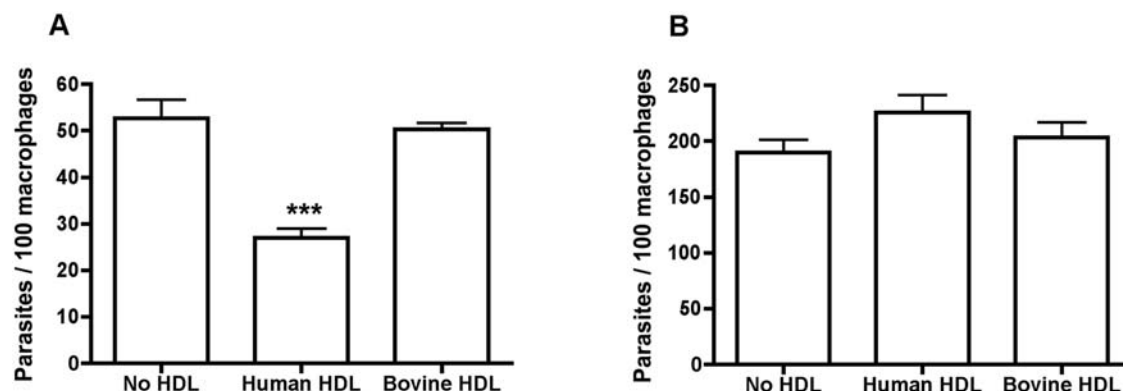 A
Parasites / 100 macrophages
60
50
40
30
20
10
0
***
No HDL Human HDL Bovine HDL
B
Parasites / 100 macrophages
250
200
150
100
50
0
No HDL Human HDL Bovine HDL